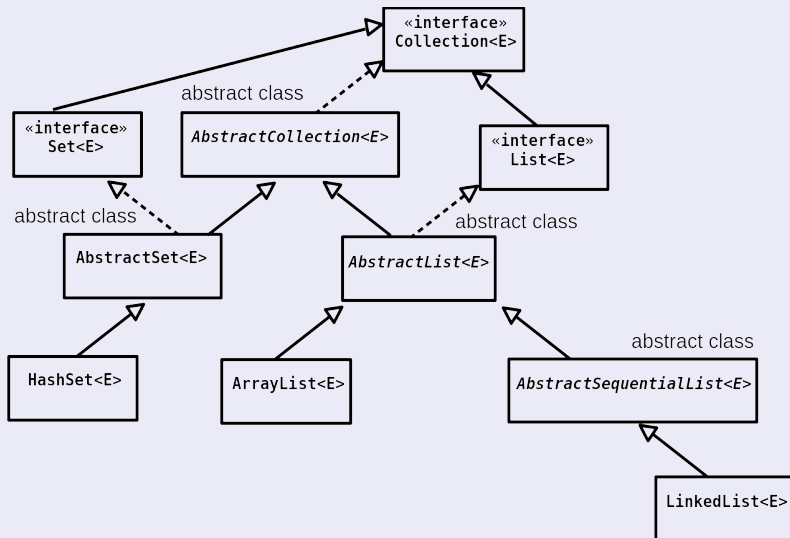 «interface»
Collection<E>
abstract class
«interface»
Set<E>
AbstractCollection<E>
«interface»
List<E>
abstract class
abstract class
AbstractSet<E>
AbstractList<E>
abstract class
HashSet<E>
ArrayList<E>
AbstractSequentialList<E>
LinkedList<E>